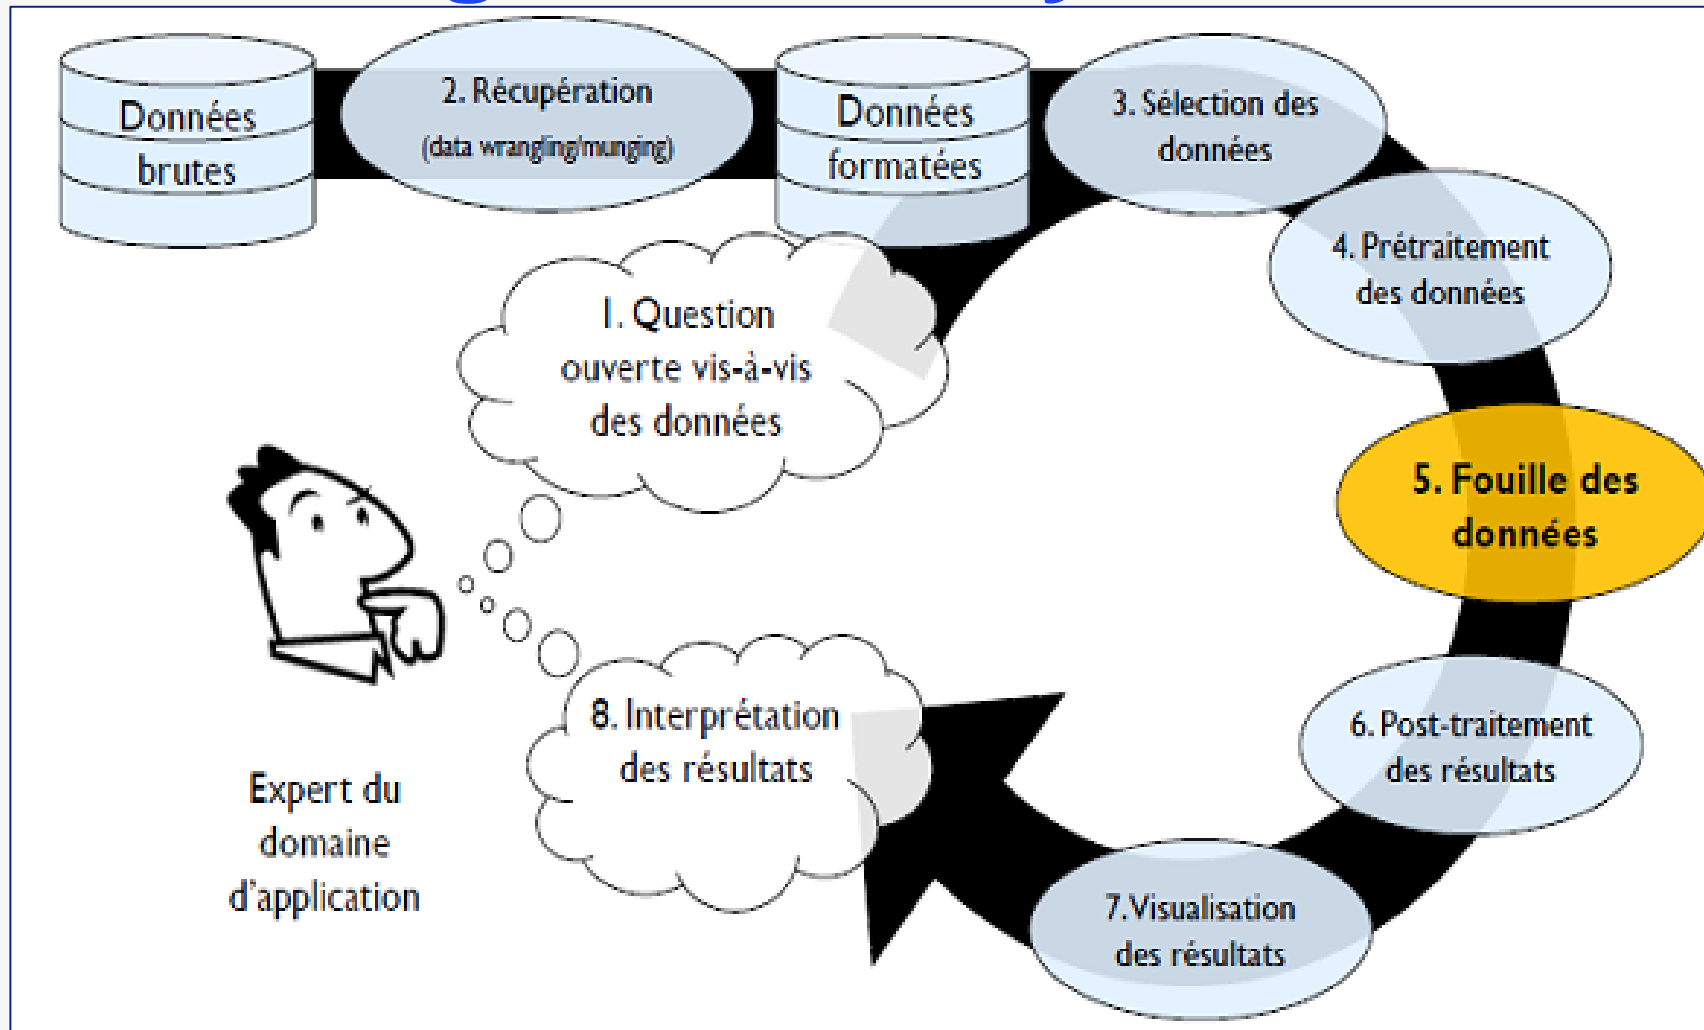 Données
brutes
2. Récupération
(data wrangling/munging)
Données
formatées
3. Sélection des
données
4. Prétraitement
des données
1. Question
ouverte vis-à-vis
des données
5. Fouille des
données
6. Post-traitement
des résultats
7. Visualisation
des résultats
8. Interprétation
des résultats
Expert du
domaine
d'application